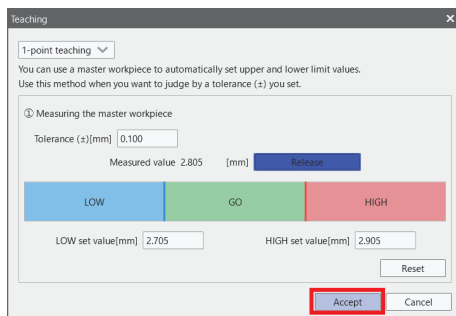 Teaching
1-point teaching
You can use a master workpiece to automatically set upper and lower limit values.
Use this method when you want to judge by a tolerance (±) you set.
① Measuring the master workpiece
Tolerance (±)[mm] 0.100
Measured value 2.805 [mm] Release
LOW GO HIGH
LOW set value[mm] 2.705 HIGH set value[mm] 2.905
Reset
Accept Cancel